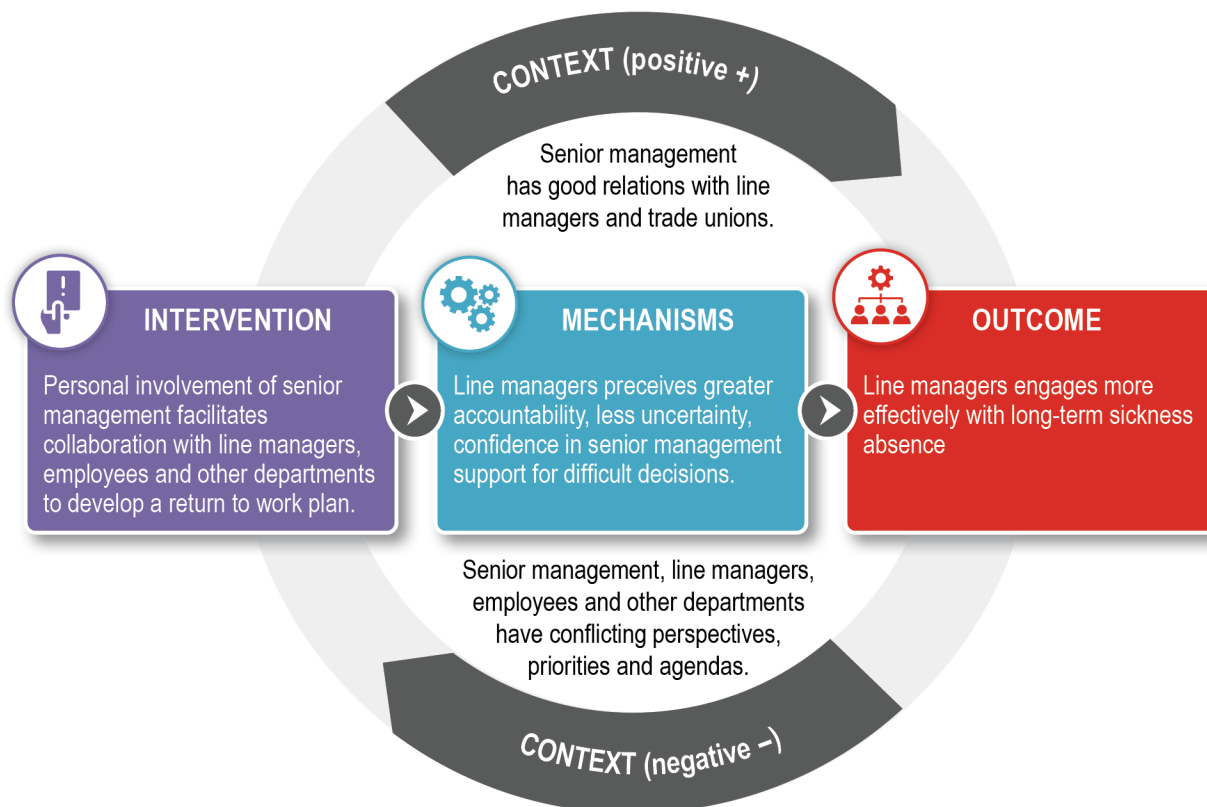 CONTEXT (positive +)
Senior management
has good relations with line
managers and trade unions.
INTERVENTION
Personal involvement of senior
management facilitates
collaboration with line managers,
employees and other departments
to develop a return to work plan.
MECHANISMS
Line managers preceives greater
accountability, less uncertainty,
confidence in senior management
support for difficult decisions.
OUTCOME
Line managers engages more
effectively with long-term sickness
absence
Senior management, line managers,
employees and other departments
have conflicting perspectives,
priorities and agendas.
CONTEXT (negative −)